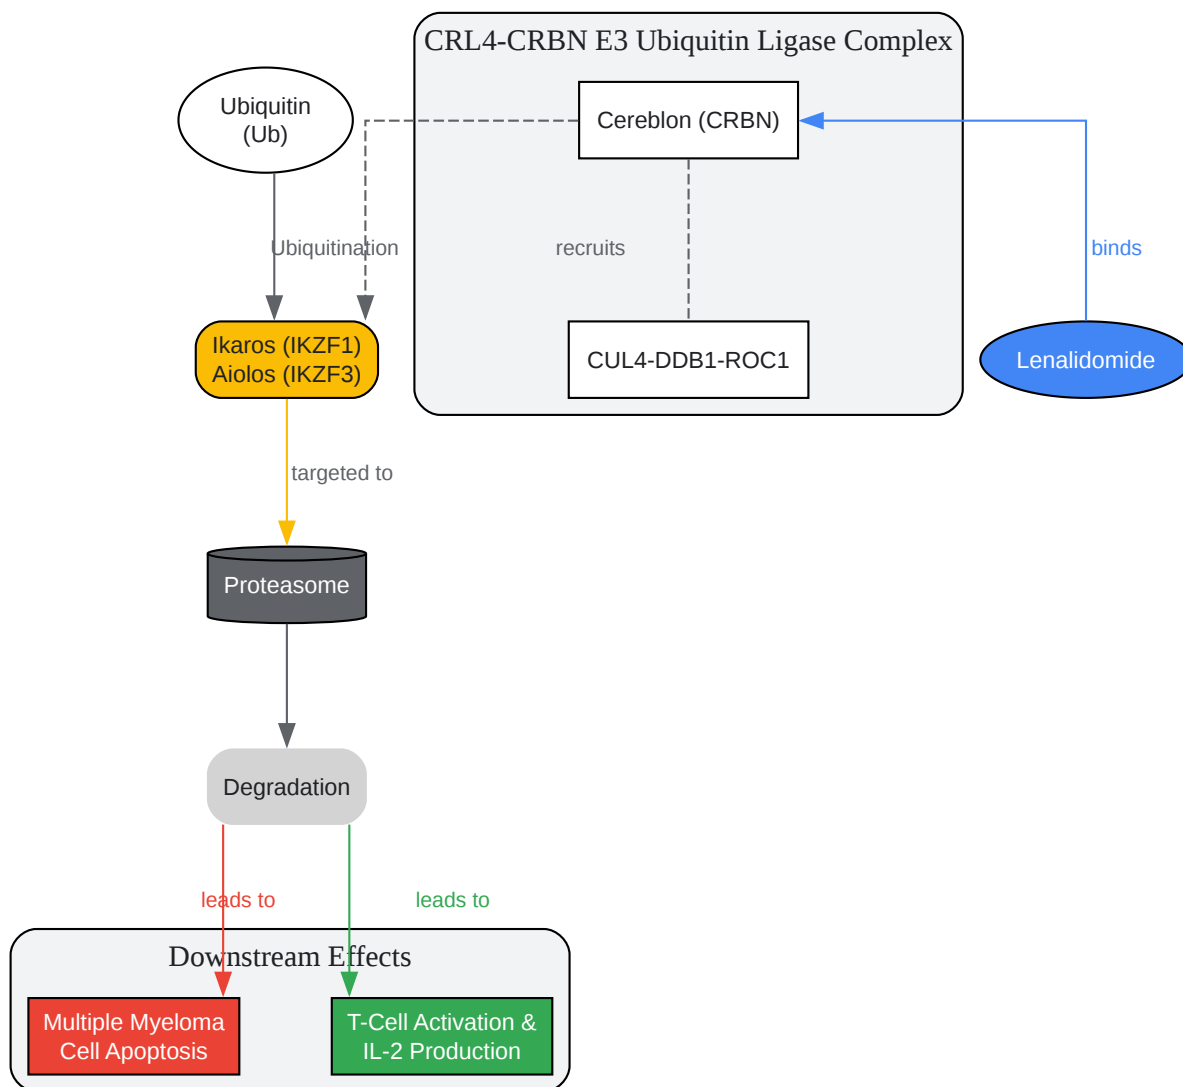 CRL4-CRBN E3 Ubiquitin Ligase Complex
Ubiquitin
(Ub)
Cereblon (CRBN)
Ubiquitination
recruits
binds
Ikaros (IKZF1)
Aiolos (IKZF3)
CUL4-DDB1-ROC1
Lenalidomide
targeted to
Proteasome
Degradation
leads to
leads to
Downstream Effects
Multiple Myeloma
Cell Apoptosis
T-Cell Activation &
IL-2 Production